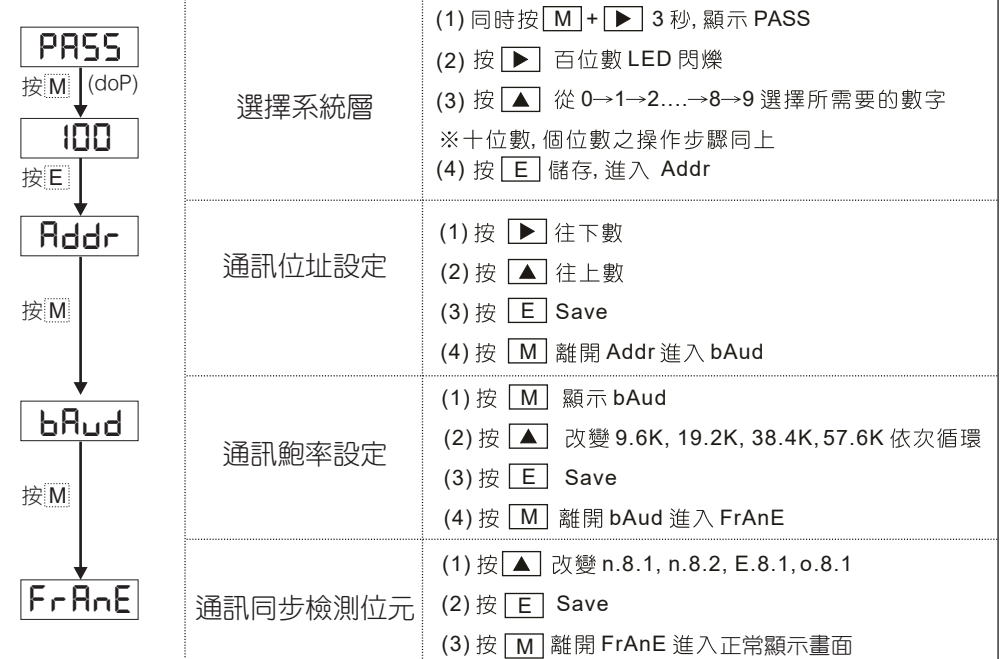 PASS
按 M (doP)
100
按 E
Addr
按 M
bAud
按 M
FrAnE
選擇系統層
(1) 同時按 M + ▶ 3 秒, 顯示 PASS
(2) 按 ▶ 百位數 LED 閃爍
(3) 按 ▲ 從 0→1→2....→8→9 選擇所需要的數字
※十位數, 個位數之操作步驟同上
(4) 按 E 儲存, 進入 Addr
通訊位址設定
(1) 按 ▶ 往下數
(2) 按 ▲ 往上數
(3) 按 E Save
(4) 按 M 離開 Addr 進入 bAud
通訊鮑率設定
(1) 按 M 顯示 bAud
(2) 按 ▲ 改變 9.6K, 19.2K, 38.4K, 57.6K 依次循環
(3) 按 E Save
(4) 按 M 離開 bAud 進入 FrAnE
通訊同步檢測位元
(1) 按 ▲ 改變 n.8.1, n.8.2, E.8.1, o.8.1
(2) 按 E Save
(3) 按 M 離開 FrAnE 進入正常顯示畫面